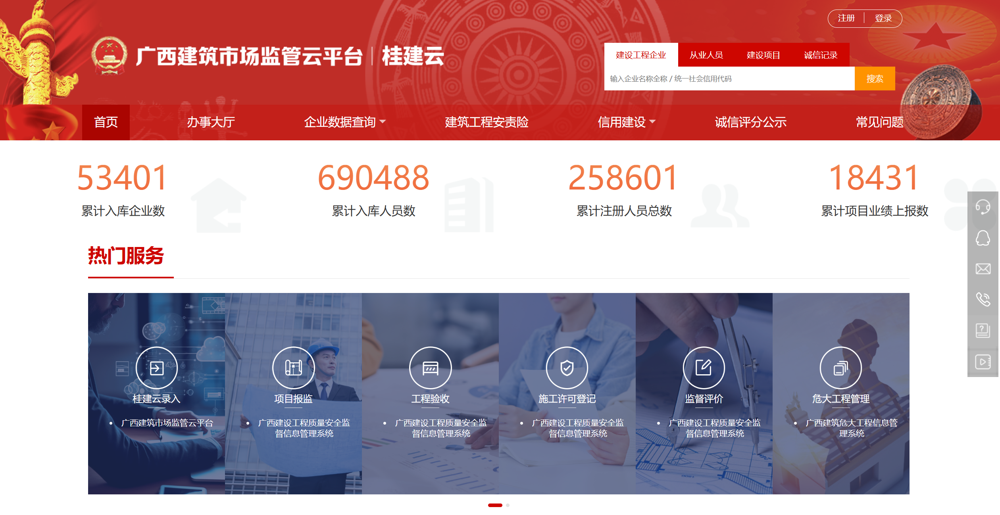 注册 登录
广西建筑市场监管云平台 | 桂建云
建设工程企业 从业人员 建设项目 诚信记录
输入企业名称全称 / 统一社会信用代码 搜索
首页 办事大厅 企业数据查询 建筑工程安责险 信用建设 诚信评分公示 常见问题
53401 690488 258601 18431
累计入库企业数 累计入库人员数 累计注册人员总数 累计项目业绩上报数
热门服务
桂建云录入
广西建筑市场监管云平台
项目报监
广西建设工程质量安全监
督信息管理系统
工程验收
广西建设工程质量安全监
督信息管理系统
施工许可登记
广西建设工程质量安全监
督信息管理系统
监督评价
广西建设工程质量安全监
督信息管理系统
危大工程管理
广西建筑危大工程信息管
理系统